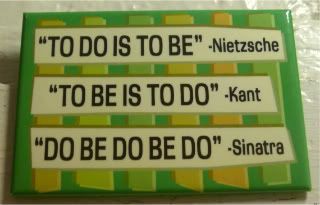 "TO DO IS TO BE" -Nietzsche
"TO BE IS TO DO" -Kant
"DO BE DO BE DO" -Sinatra